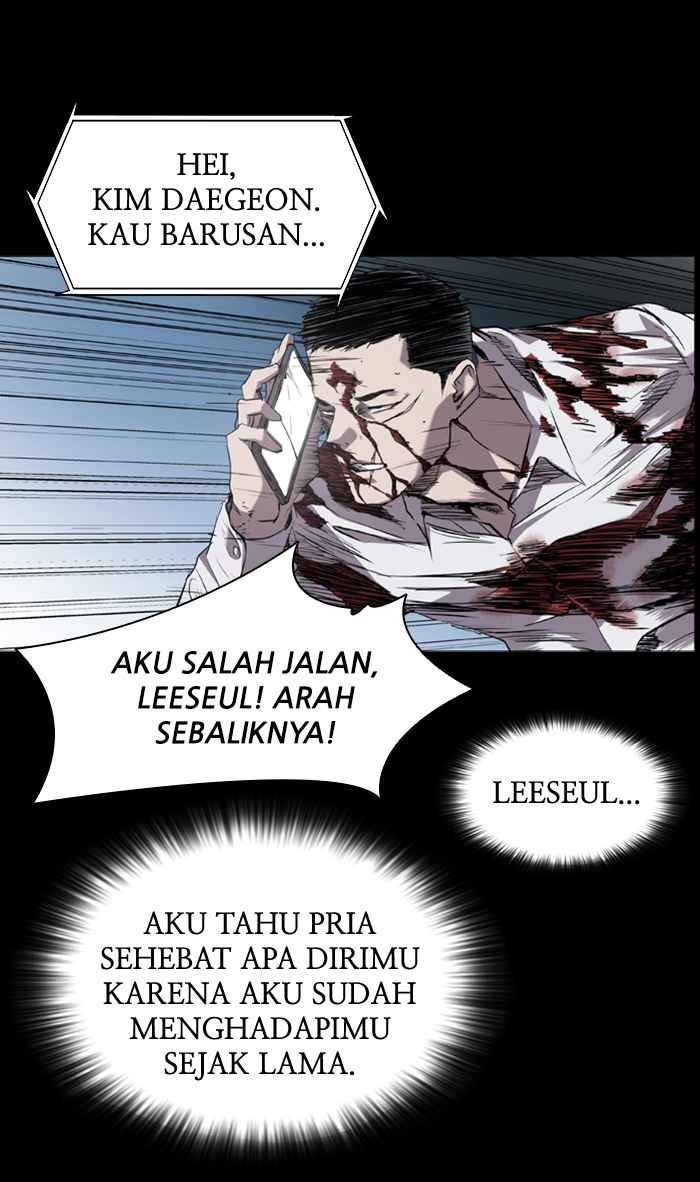 HEI,
KIM DAEGEON.
KAU BARUSAN...
AKU SALAH JALAN,
LEESEUL! ARAH
SEBALIKNYA!
LEESEUL...
AKU TAHU PRIA
SEHEBAT APA DIRIMU
KARENA AKU SUDAH
MENGHADAPIMU
SEJAK LAMA.